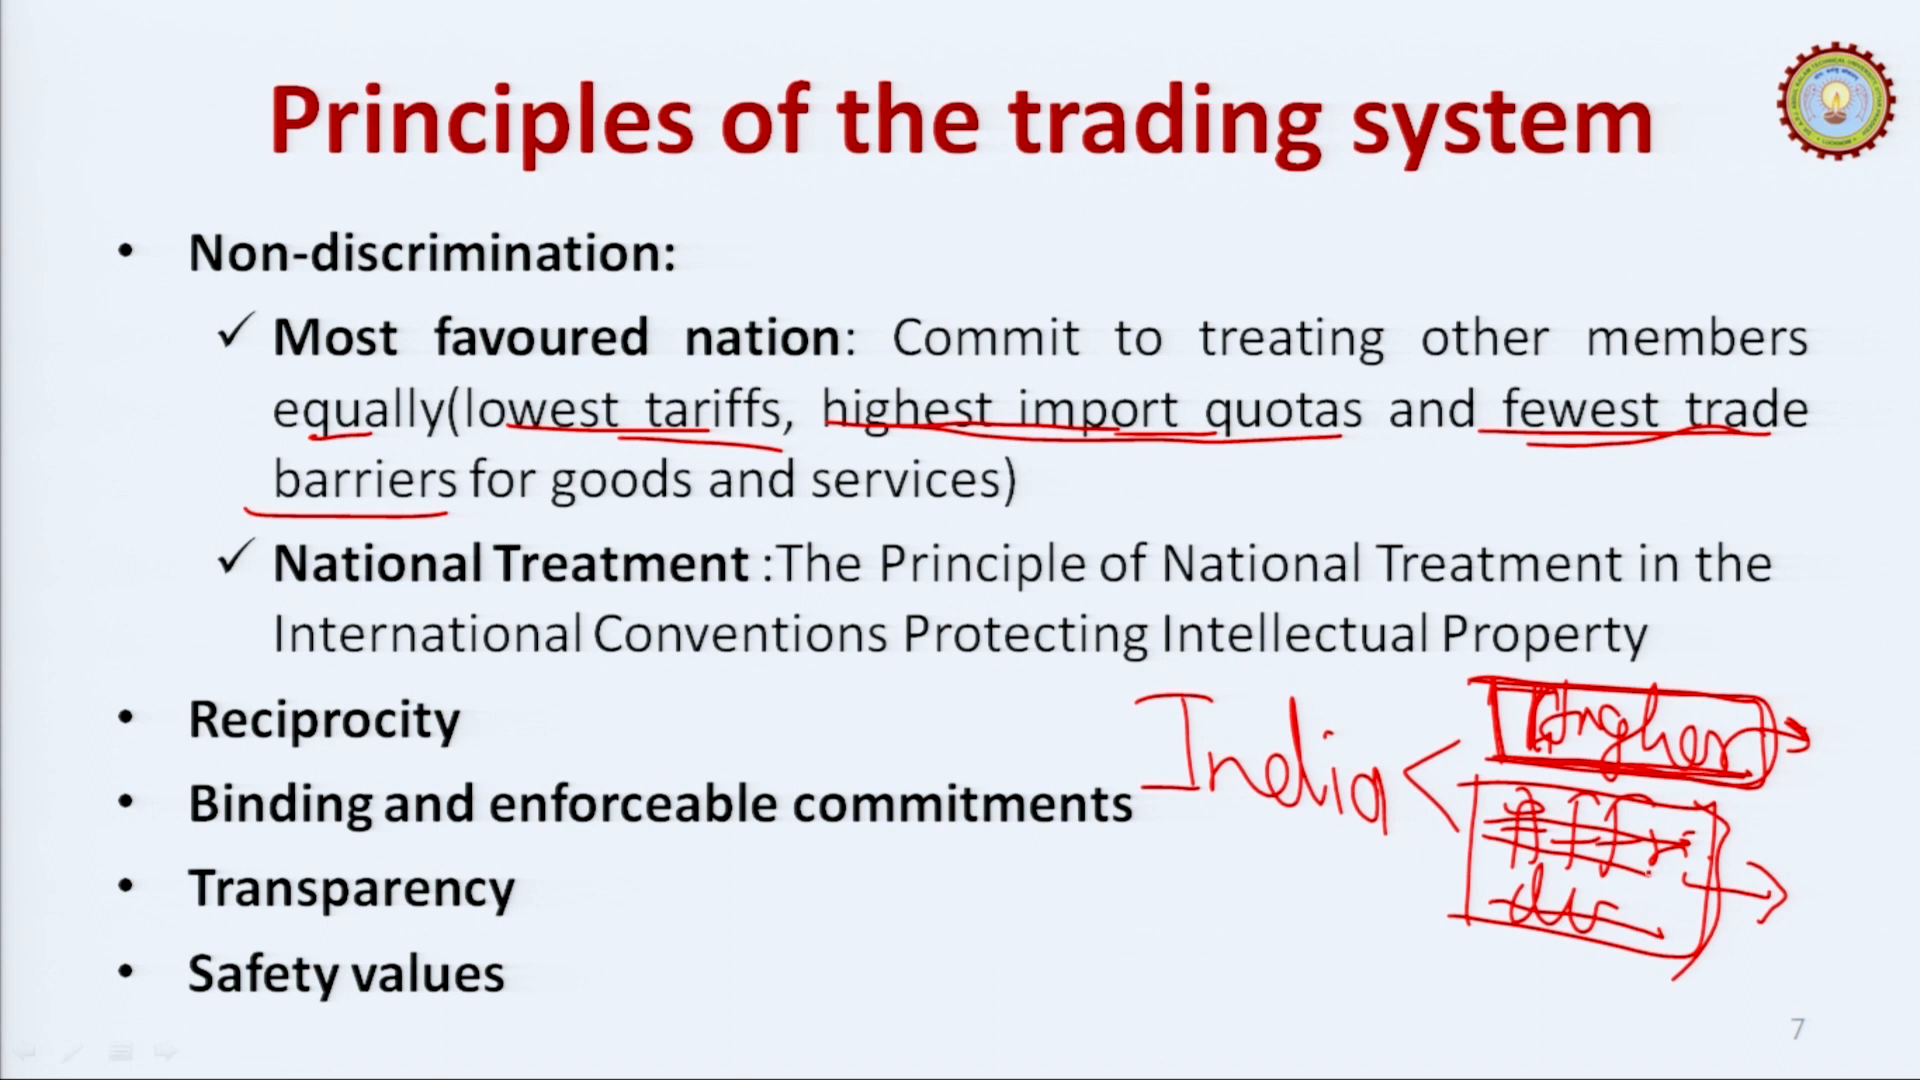 Principles of the trading system
• Non-discrimination:
✓ Most favoured nation: Commit to treating other members
equally(lowest tariffs, highest import quotas and fewest trade
barriers for goods and services)
✓ National Treatment :The Principle of National Treatment in the
International Conventions Protecting Intellectual Property
• Reciprocity
• Binding and enforceable commitments
• Transparency
• Safety values
India <
7